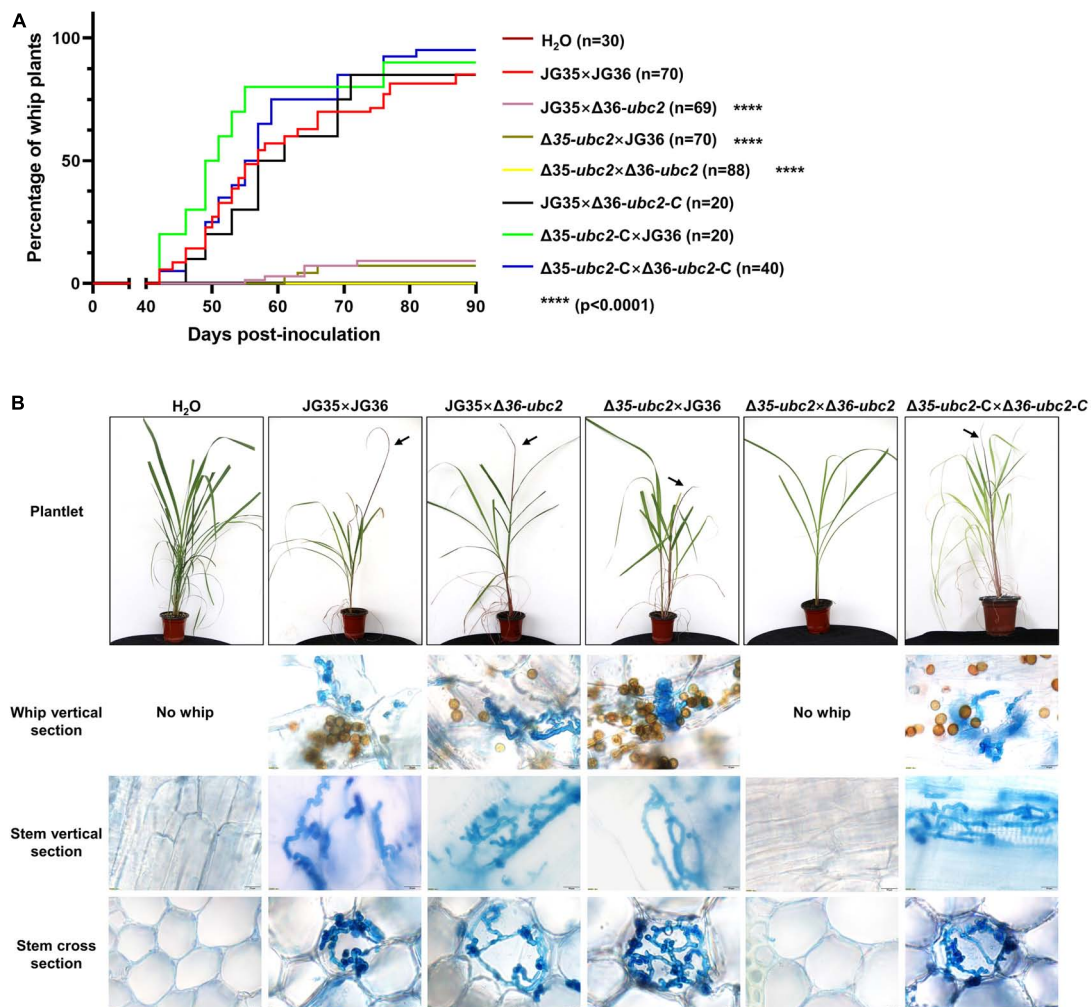 A
Percentage of whip plants
100
50
0
0
40
50
60
70
80
90
Days post-inoculation
H₂O (n=30)
JG35×JG36 (n=70)
JG35×Δ36-ubc2 (n=69) ****
Δ35-ubc2×JG36 (n=70) ****
Δ35-ubc2×Δ36-ubc2 (n=88) ****
JG35×Δ36-ubc2-C (n=20)
Δ35-ubc2-C×JG36 (n=20)
Δ35-ubc2-C×Δ36-ubc2-C (n=40)
**** (p<0.0001)
B
H₂O
JG35×JG36
JG35×Δ36-ubc2
Δ35-ubc2×JG36
Δ35-ubc2×Δ36-ubc2
Δ35-ubc2-C×Δ36-ubc2-C
Plantlet
Whip vertical
section
No whip
No whip
Stem vertical
section
Stem cross
section